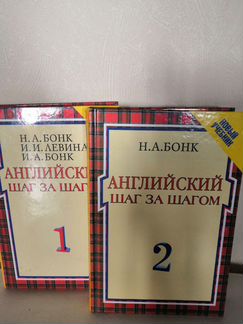 Н. А. БОНК
И. И. ЛЕВИНА
И. А. БОНК
АНГЛИЙСКИЙ
ШАГ ЗА ШАГОМ
1
НОВЫЙ
УЧЕБНИК
Н.А.БОНК
АНГЛИЙСКИЙ
ШАГ ЗА ШАГОМ
2